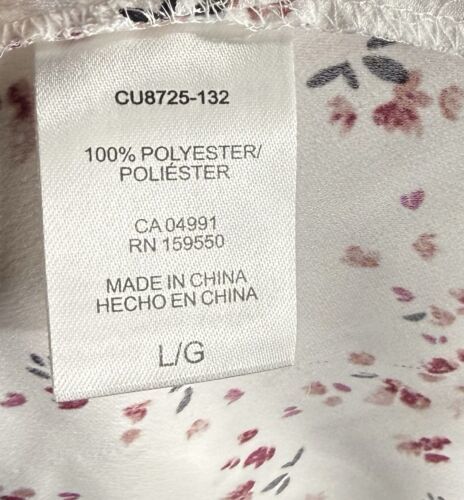 CU8725-132
100% POLYESTER/
POLIÉSTER
CA 04991
RN 159550
MADE IN CHINA
HECHO EN CHINA
L/G